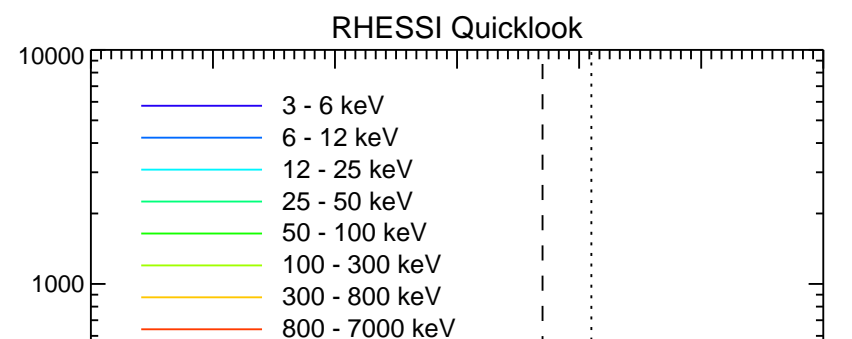 RHESSI Quicklook
10000
3 - 6 keV
6 - 12 keV
12 - 25 keV
25 - 50 keV
50 - 100 keV
100 - 300 keV
1000
300 - 800 keV
800 - 7000 keV